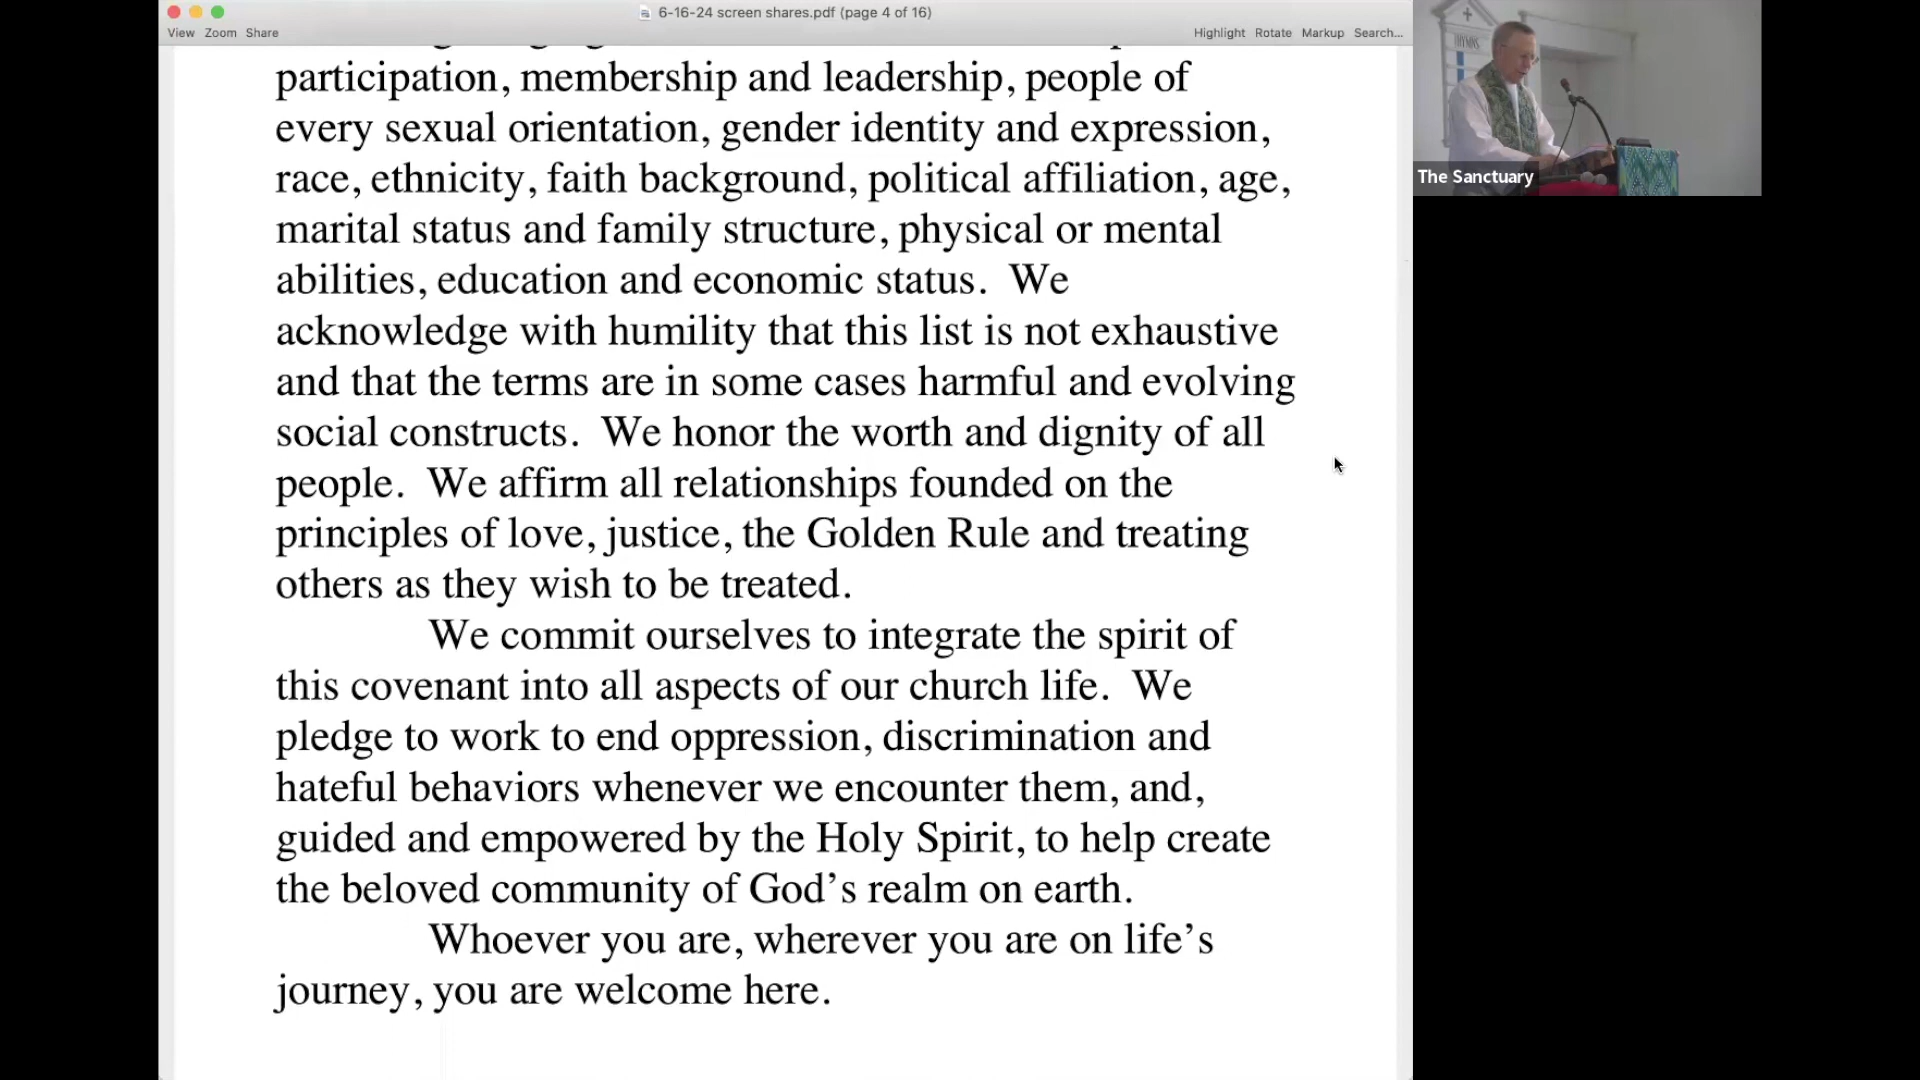 6-16-24 screen shares.pdf (page 4 of 16)
View Zoom Share Highlight Rotate Markup Search...
participation, membership and leadership, people of
every sexual orientation, gender identity and expression,
race, ethnicity, faith background, political affiliation, age,
marital status and family structure, physical or mental
abilities, education and economic status.  We
acknowledge with humility that this list is not exhaustive
and that the terms are in some cases harmful and evolving
social constructs.  We honor the worth and dignity of all
people.  We affirm all relationships founded on the
principles of love, justice, the Golden Rule and treating
others as they wish to be treated.
We commit ourselves to integrate the spirit of
this covenant into all aspects of our church life.  We
pledge to work to end oppression, discrimination and
hateful behaviors whenever we encounter them, and,
guided and empowered by the Holy Spirit, to help create
the beloved community of God’s realm on earth.
Whoever you are, wherever you are on life’s
journey, you are welcome here.
HYMNS
The Sanctuary